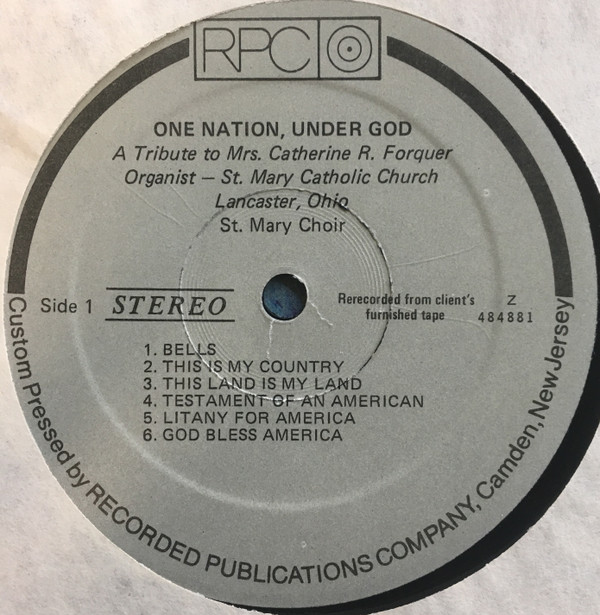 RPC
ONE NATION, UNDER GOD
A Tribute to Mrs. Catherine R. Forquer
Organist — St. Mary Catholic Church
Lancaster, Ohio
St. Mary Choir
Side 1 STEREO
Rerecorded from client's
furnished tape
Z
484881
1. BELLS
2. THIS IS MY COUNTRY
3. THIS LAND IS MY LAND
4. TESTAMENT OF AN AMERICAN
5. LITANY FOR AMERICA
6. GOD BLESS AMERICA
Custom Pressed by RECORDED PUBLICATIONS COMPANY, Camden, New Jersey